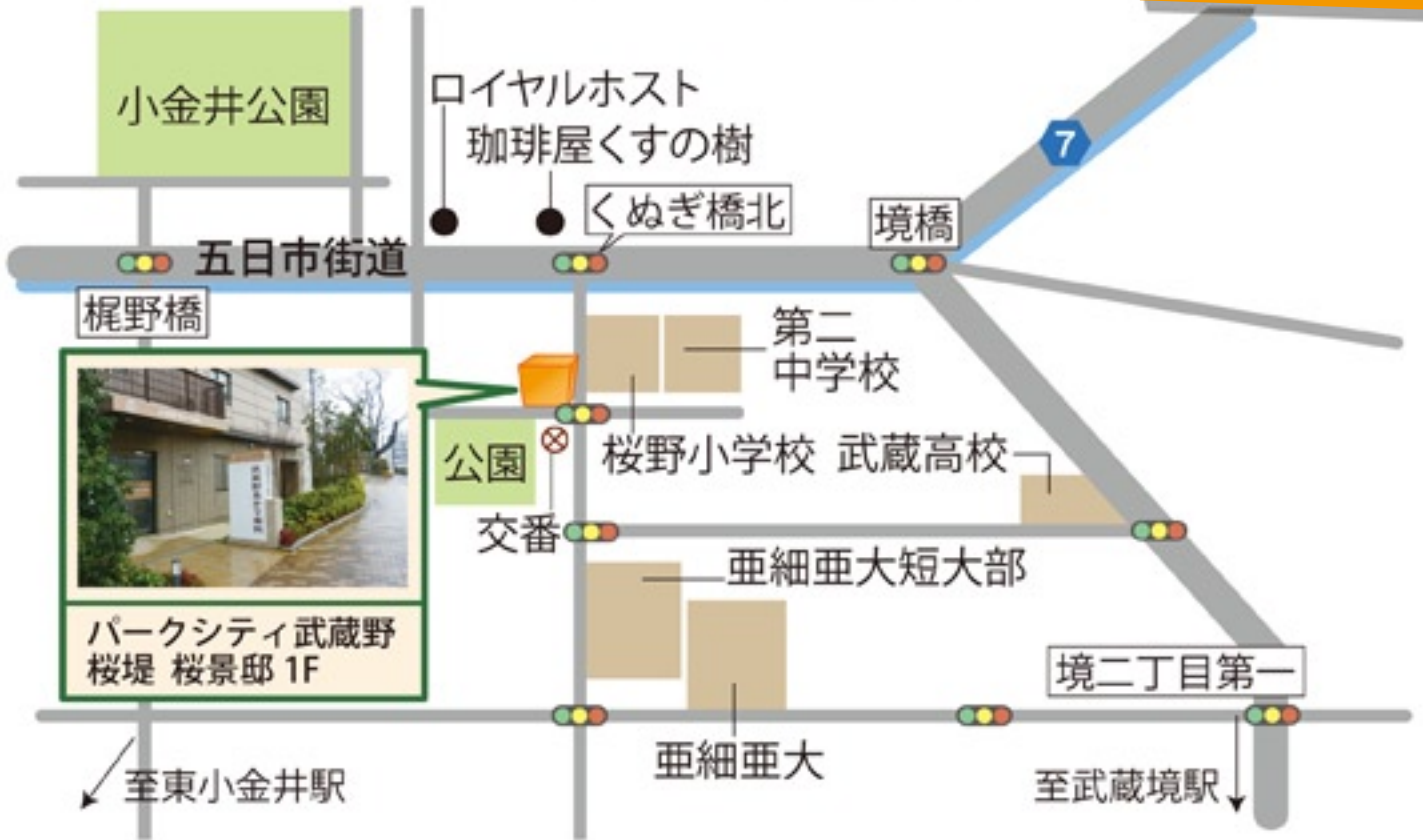 小金井公園
ロイヤルホスト
珈琲屋くすの樹
7
くぬぎ橋北
境橋
五日市街道
梶野橋
第二
中学校
桜野小学校
武蔵高校
公園
交番
亜細亜大短大部
パークシティ武蔵野
桜堤 桜景邸 1F
境二丁目第一
亜細亜大
至東小金井駅
至武蔵境駅